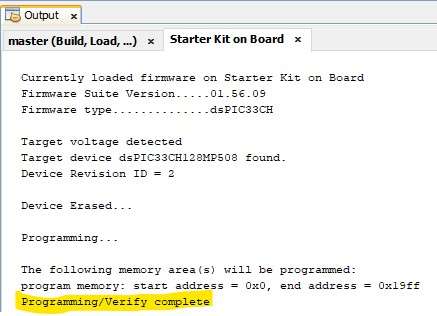 Output
master (Build, Load, ...)
Starter Kit on Board
Currently loaded firmware on Starter Kit on Board
Firmware Suite Version.....01.56.09
Firmware type..............dsPIC33CH
Target voltage detected
Target device dsPIC33CH128MP508 found.
Device Revision ID = 2
Device Erased...
Programming...
The following memory area(s) will be programmed:
program memory: start address = 0x0, end address = 0x19ff
Programming/Verify complete